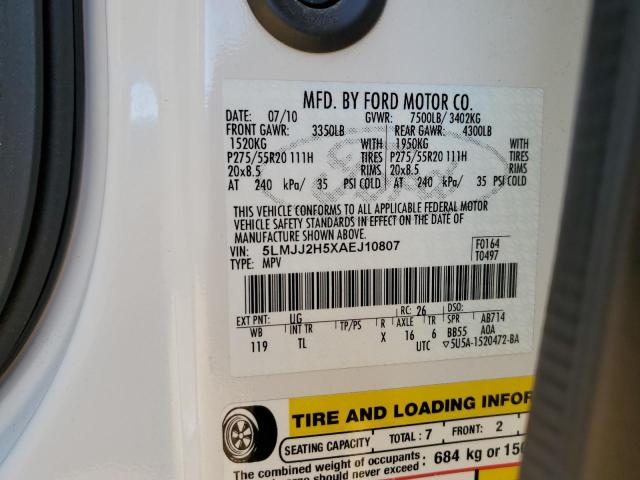 MFD. BY FORD MOTOR CO.
DATE: 07/10 GVWR: 7500LB/ 3402KG
FRONT GAWR: 3350LB REAR GAWR: 4300LB
1520KG WITH 1950KG WITH
P275/55R20 111H TIRES P275/55R20 111H TIRES
20x8.5 RIMS 20x8.5 RIMS
AT 240 kPa/ 35 PSI COLD AT 240 kPa/ 35 PSI COLD
THIS VEHICLE CONFORMS TO ALL APPLICABLE FEDERAL MOTOR
VEHICLE SAFETY STANDARDS IN EFFECT ON THE DATE OF
MANUFACTURE SHOWN ABOVE.
VIN: 5LMJJ2H5XAEJ10807 F0164
TYPE: MPV T0497
EXT PNT: UG RC: 26 DSO:
WB INT TR TP/PS R AXLE TR SPR AB714
119 TL X 16 6 BB55 A0A
UTC ▽5U5A-1520472-BA
TIRE AND LOADING INFOR
SEATING CAPACITY TOTAL: 7 FRONT: 2
The combined weight of occupants
should never exceed: 684 kg or 150